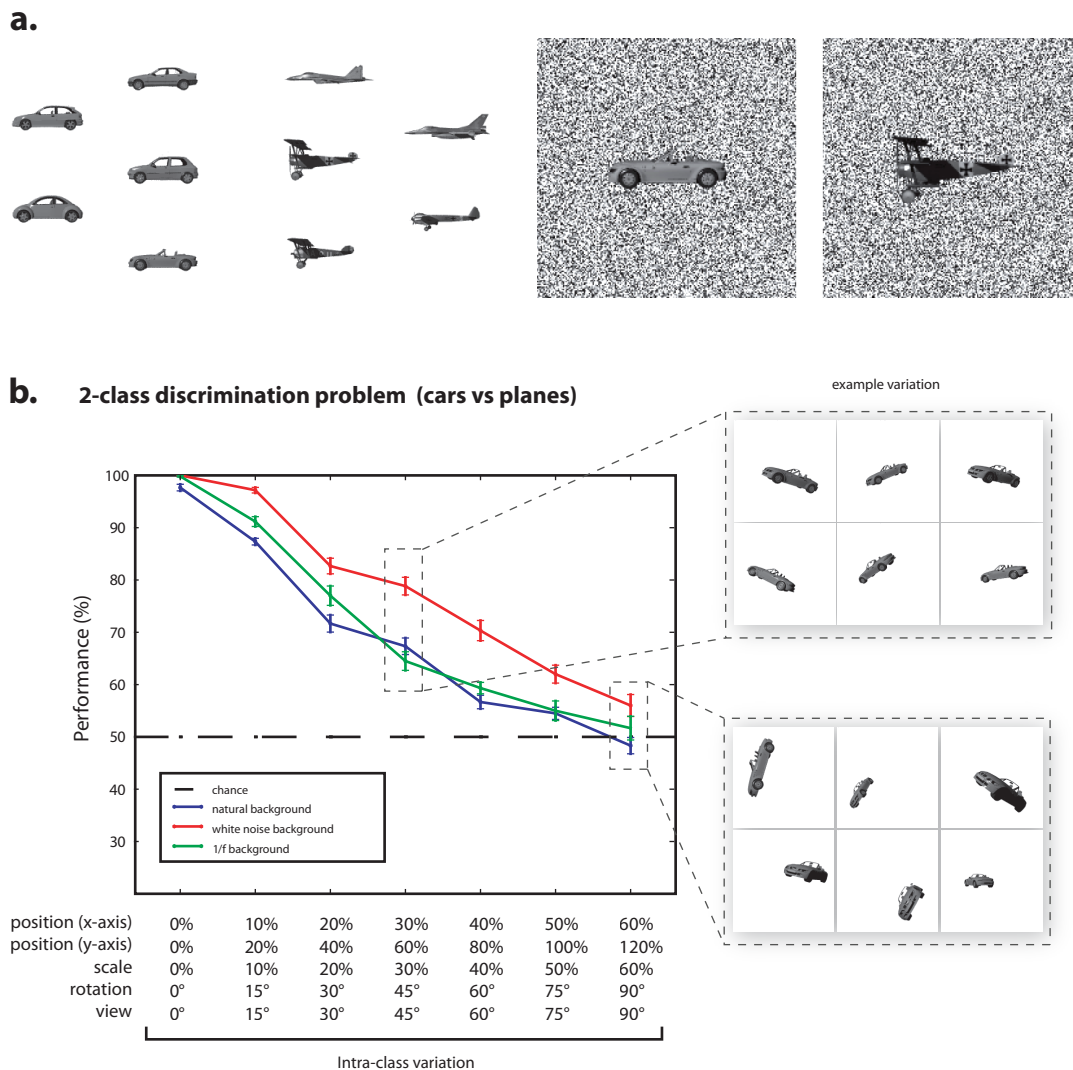 a.
b. 2-class discrimination problem (cars vs planes)
example variation
Performance (%)
100
90
80
70
60
50
40
30
chance
natural background
white noise background
1/f background
position (x-axis) 0% 10% 20% 30% 40% 50% 60%
position (y-axis) 0% 20% 40% 60% 80% 100% 120%
scale 0% 10% 20% 30% 40% 50% 60%
rotation 0° 15° 30° 45° 60° 75° 90°
view 0° 15° 30° 45° 60° 75° 90°
Intra-class variation